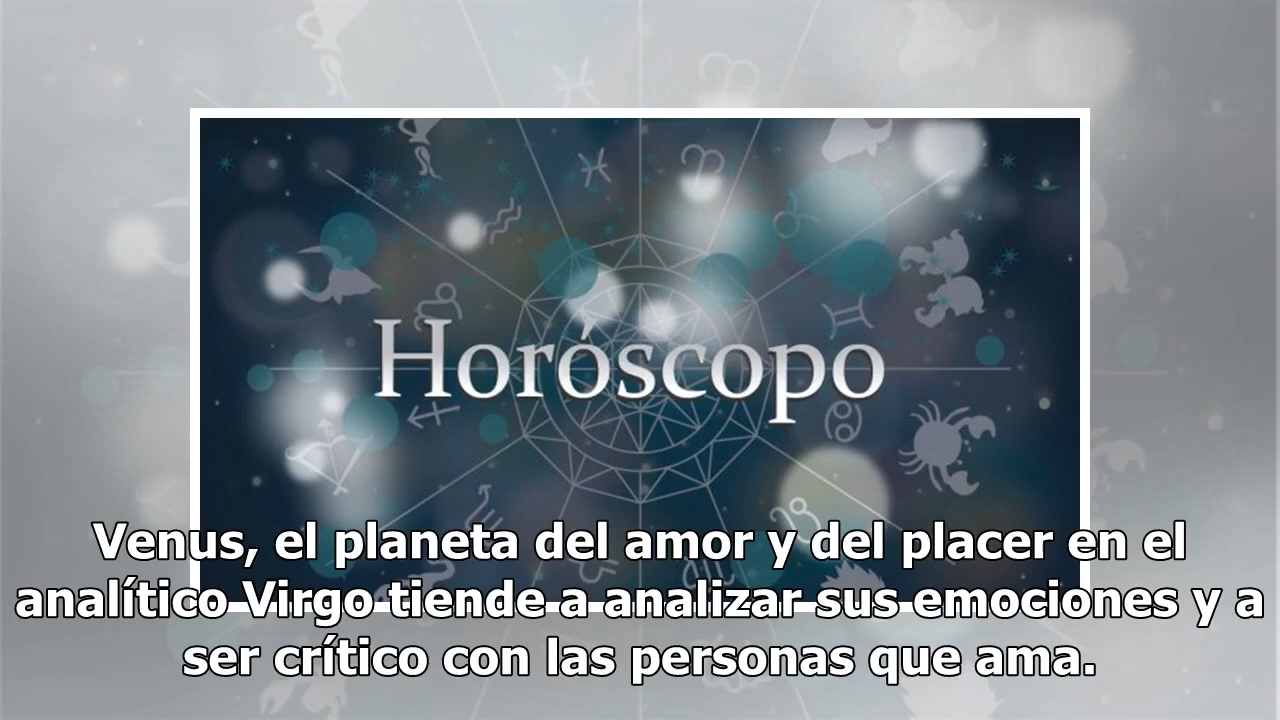 Horóscopo
Venus, el planeta del amor y del placer en el
analítico Virgo tiende a analizar sus emociones y a
ser crítico con las personas que ama.